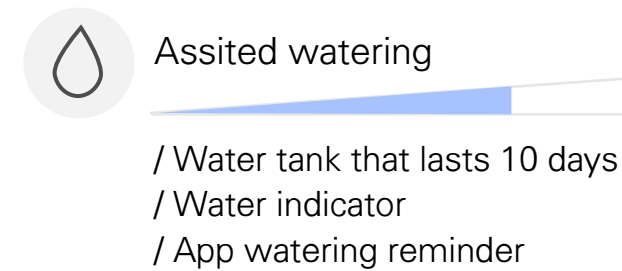 Assited watering
/ Water tank that lasts 10 days
/ Water indicator
/ App watering reminder